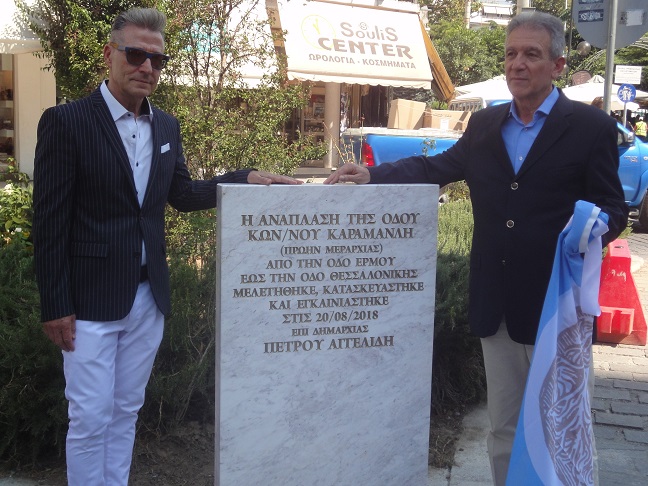 SouliS
CENTER
ΩΡΟΛΟΓΙΑ - ΚΟΣΜΗΜΑΤΑ
Η ΑΝΑΠΛΑΣΗ ΤΗΣ ΟΔΟΥ
ΚΩΝ/ΝΟΥ ΚΑΡΑΜΑΝΛΗ
(ΠΡΩΗΝ ΜΕΡΑΡΧΙΑΣ)
ΑΠΟ ΤΗΝ ΟΔΟ ΕΡΜΟΥ
ΕΩΣ ΤΗΝ ΟΔΟ ΘΕΣΣΑΛΟΝΙΚΗΣ
ΜΕΛΕΤΗΘΗΚΕ, ΚΑΤΑΣΚΕΥΑΣΤΗΚΕ
ΚΑΙ ΕΓΚΑΙΝΙΑΣΤΗΚΕ
ΣΤΙΣ 20/08/2018
ΕΠΙ ΔΗΜΑΡΧΙΑΣ
ΠΕΤΡΟΥ ΑΓΓΕΛΙΔΗ